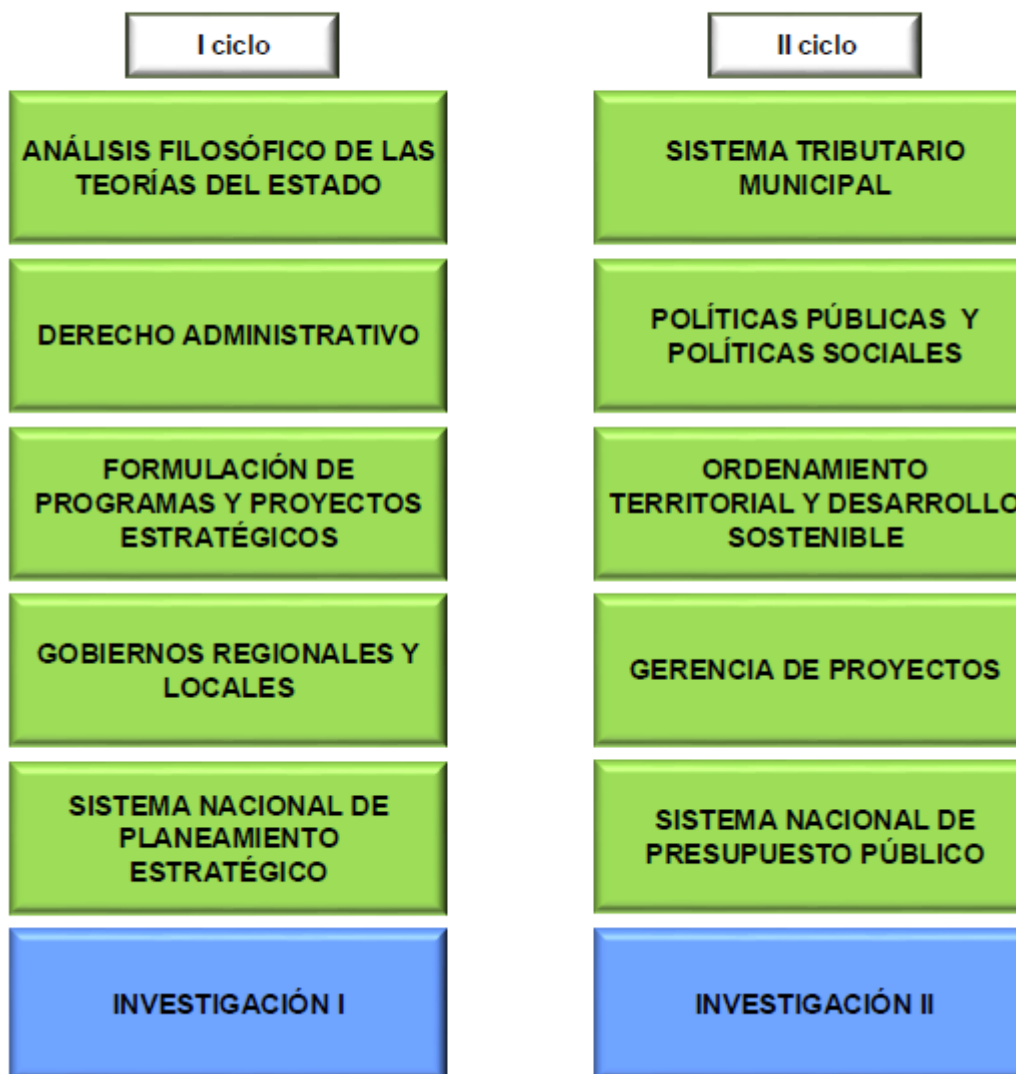 I ciclo
ANÁLISIS FILOSÓFICO DE LAS
TEORÍAS DEL ESTADO
DERECHO ADMINISTRATIVO
FORMULACIÓN DE
PROGRAMAS Y PROYECTOS
ESTRATÉGICOS
GOBIERNOS REGIONALES Y
LOCALES
SISTEMA NACIONAL DE
PLANEAMIENTO
ESTRATÉGICO
INVESTIGACIÓN I
II ciclo
SISTEMA TRIBUTARIO
MUNICIPAL
POLÍTICAS PÚBLICAS Y
POLÍTICAS SOCIALES
ORDENAMIENTO
TERRITORIAL Y DESARROLLO
SOSTENIBLE
GERENCIA DE PROYECTOS
SISTEMA NACIONAL DE
PRESUPUESTO PÚBLICO
INVESTIGACIÓN II